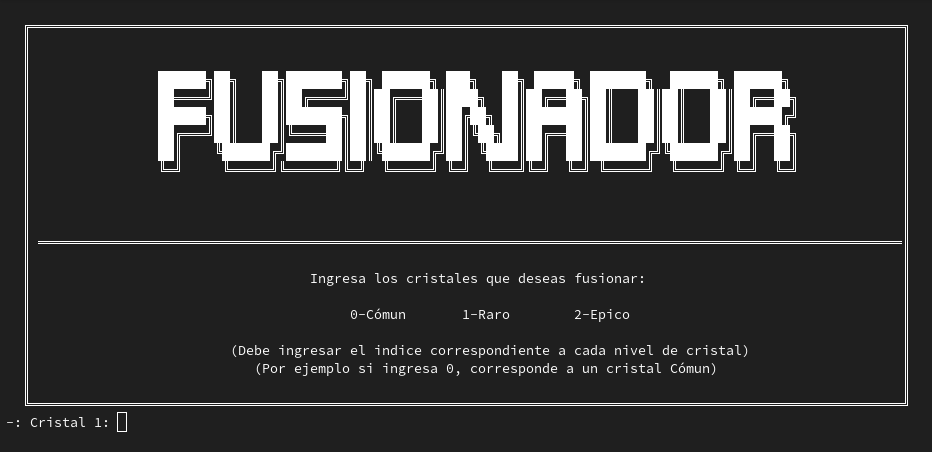 FUSIONADOR
Ingresa los cristales que deseas fusionar:
0-Cómun 1-Raro 2-Epico
(Debe ingresar el indice correspondiente a cada nivel de cristal)
(Por ejemplo si ingresa 0, corresponde a un cristal Cómun)
-: Cristal 1: